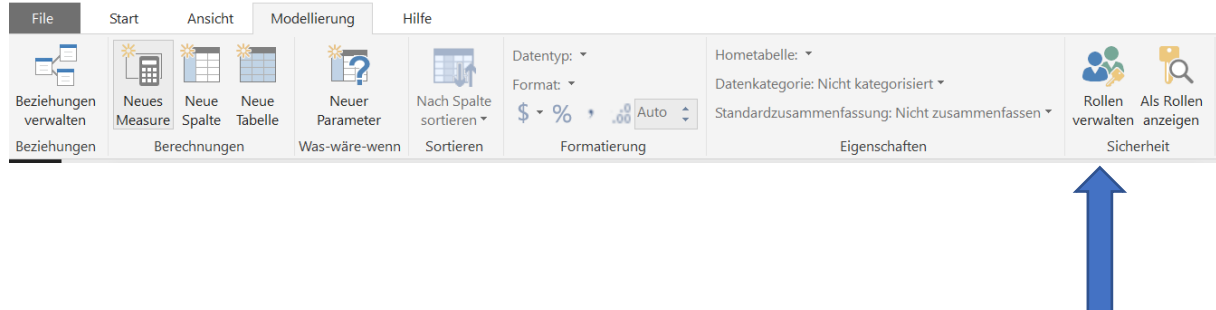 File Start Ansicht Modellierung Hilfe
Beziehungen verwalten
Neues Measure
Neue Spalte
Neue Tabelle
Neuer Parameter
Nach Spalte sortieren
Datentyp:
Format:
$ % , .00 Auto
Hometabelle:
Datenkategorie: Nicht kategorisiert
Standardzusammenfassung: Nicht zusammenfassen
Rollen verwalten
Als Rollen anzeigen
Beziehungen Berechnungen Was-wäre-wenn Sortieren Formatierung Eigenschaften Sicherheit